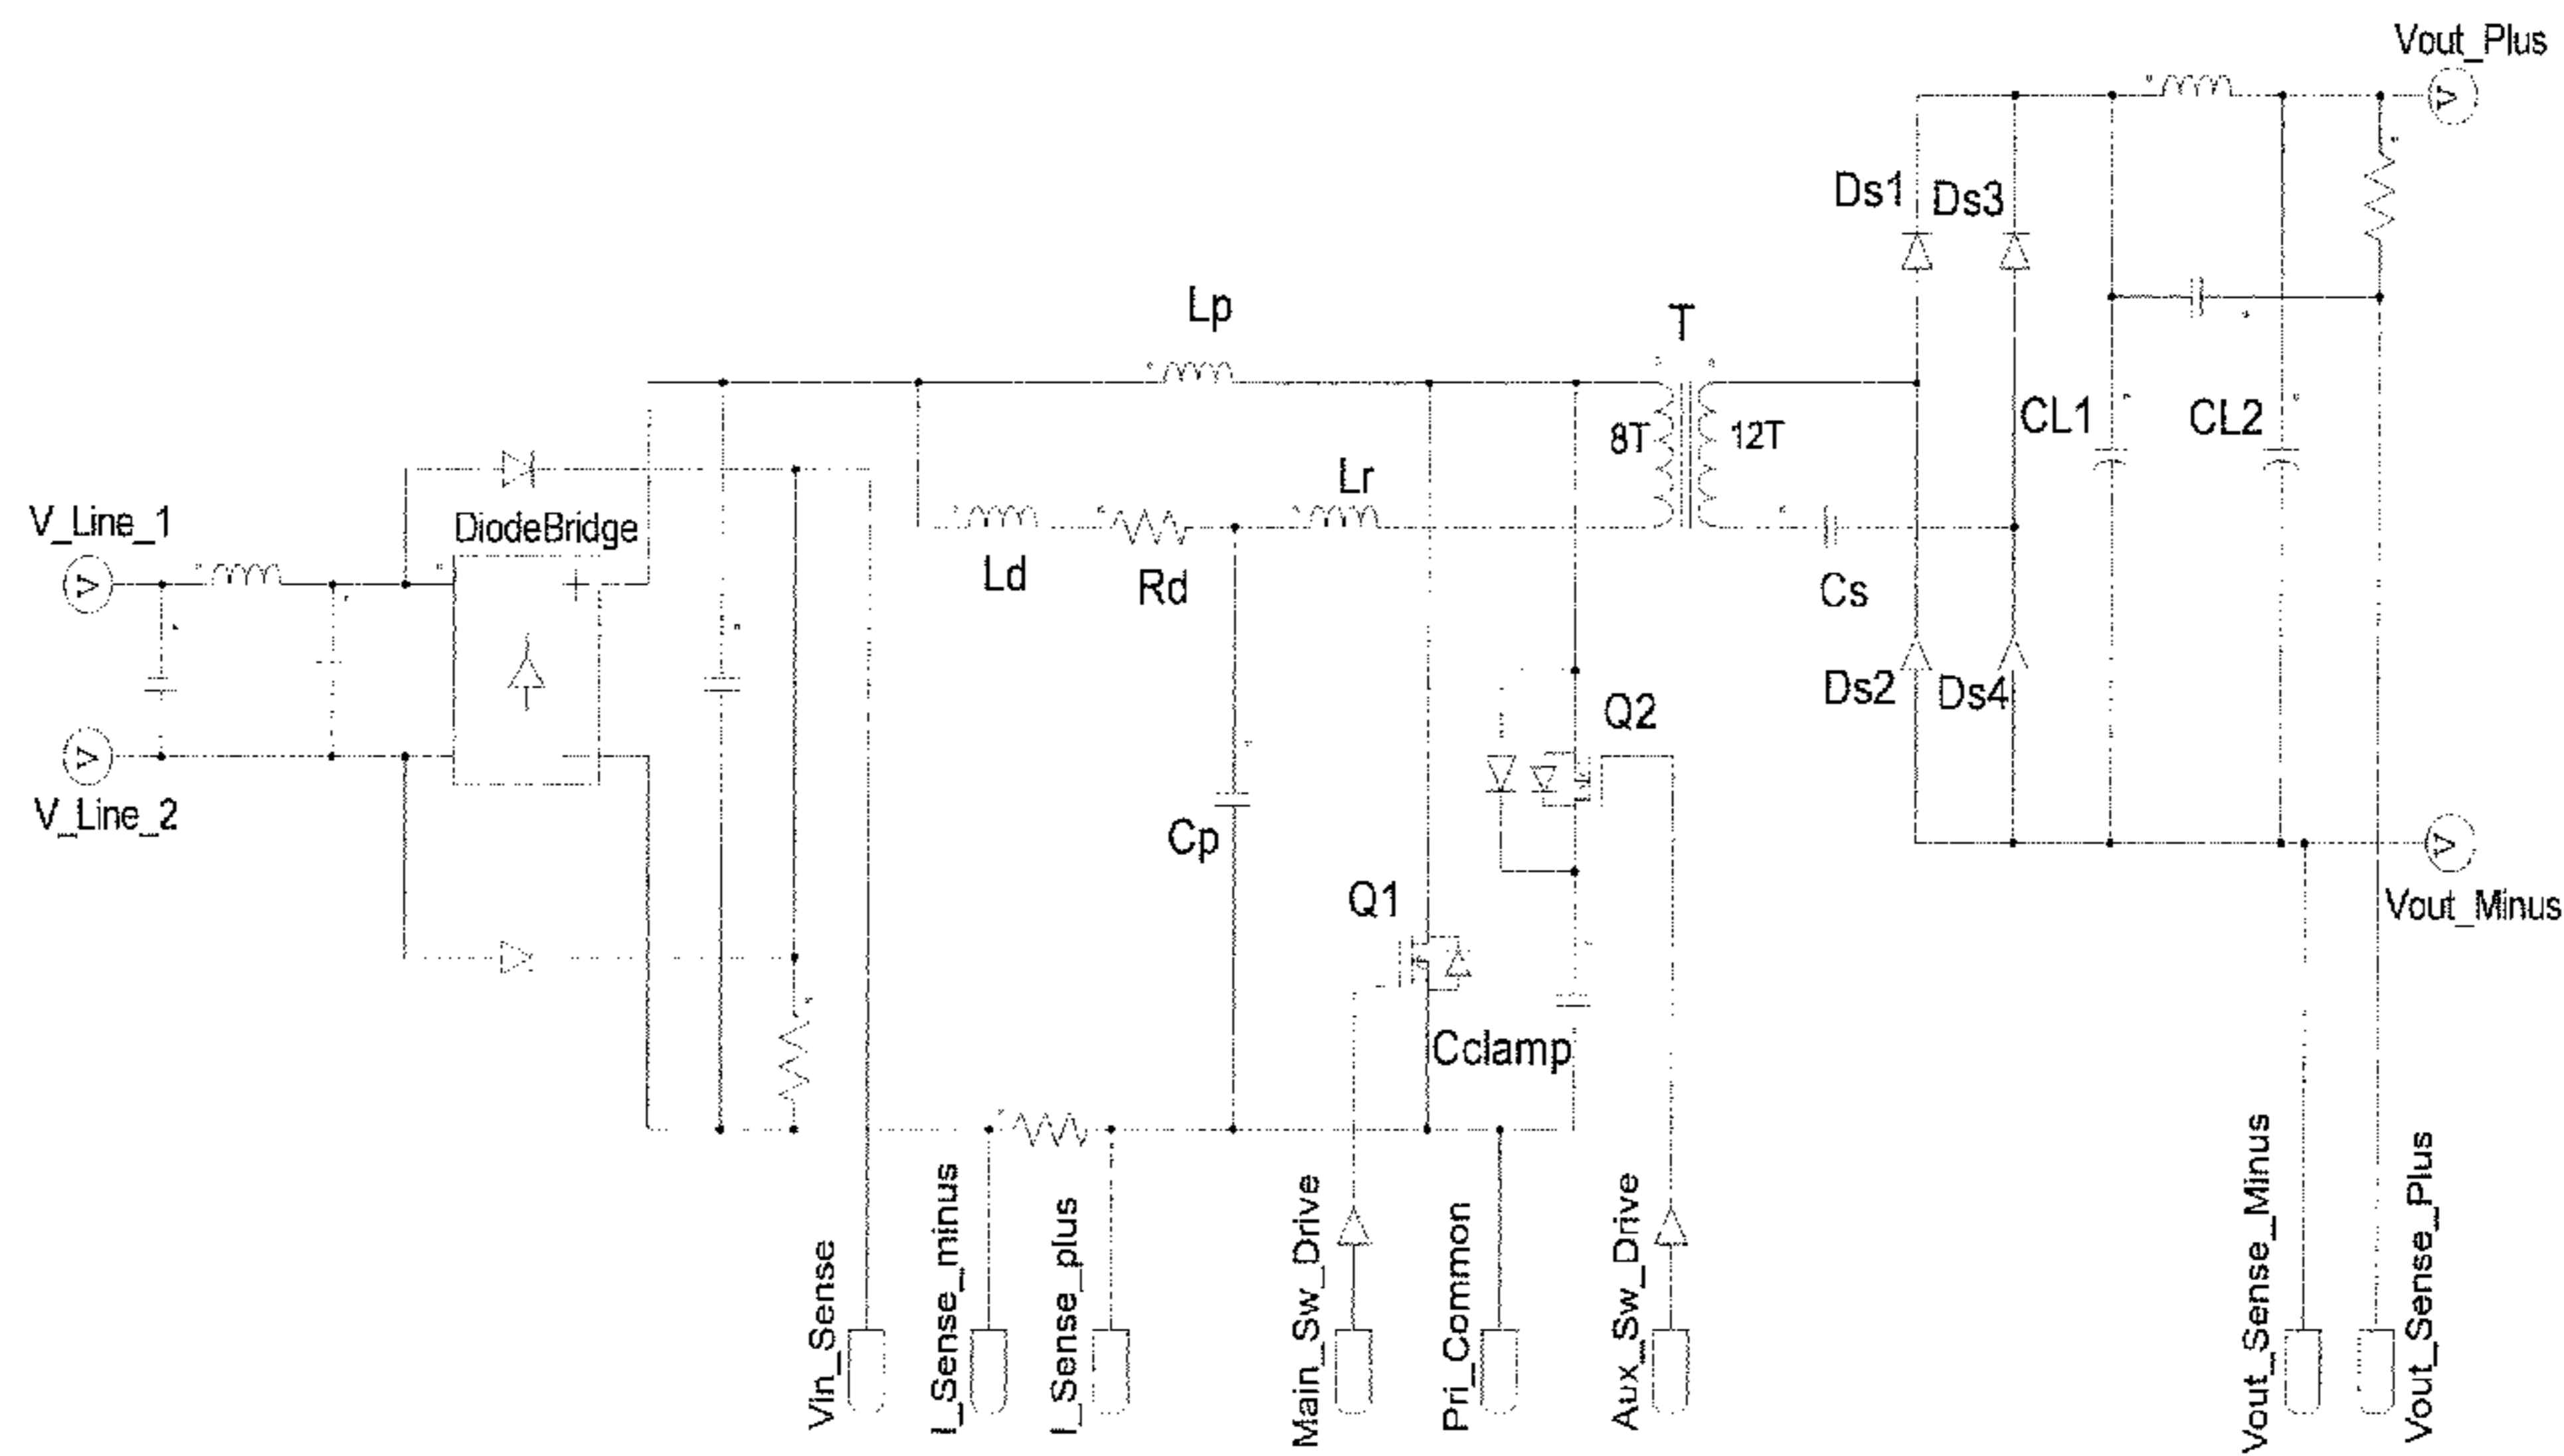 Vout_Plus
Ds1
Ds3
Lp
T
8T
12T
CL1
CL2
Lr
V_Line_1
DiodeBridge
+
Ld
Rd
Cs
Ds2
Ds4
Q2
V_Line_2
Cp
Q1
Vout_Minus
Cclamp
Vin_Sense
I_Sense_minus
I_Sense_plus
Main_Sw_Drive
Pri_Common
Aux_Sw_Drive
Vout_Sense_Minus
Vout_Sense_Plus